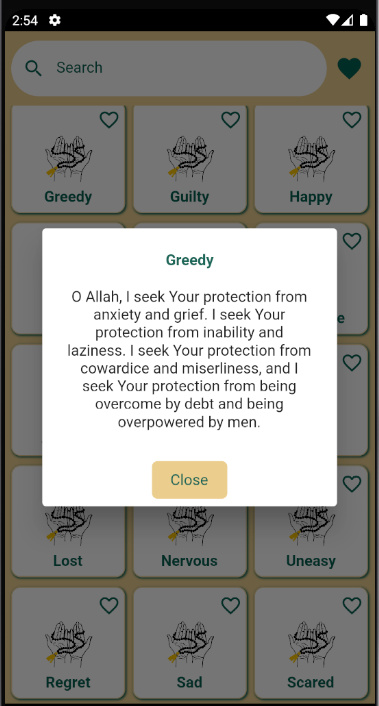 2:54
Search
Greedy Guilty Happy
Greedy
O Allah, I seek Your protection from
anxiety and grief. I seek Your
protection from inability and
laziness. I seek Your protection from
cowardice and miserliness, and I
seek Your protection from being
overcome by debt and being
overpowered by men.
Close
Lost Nervous Uneasy
Regret Sad Scared